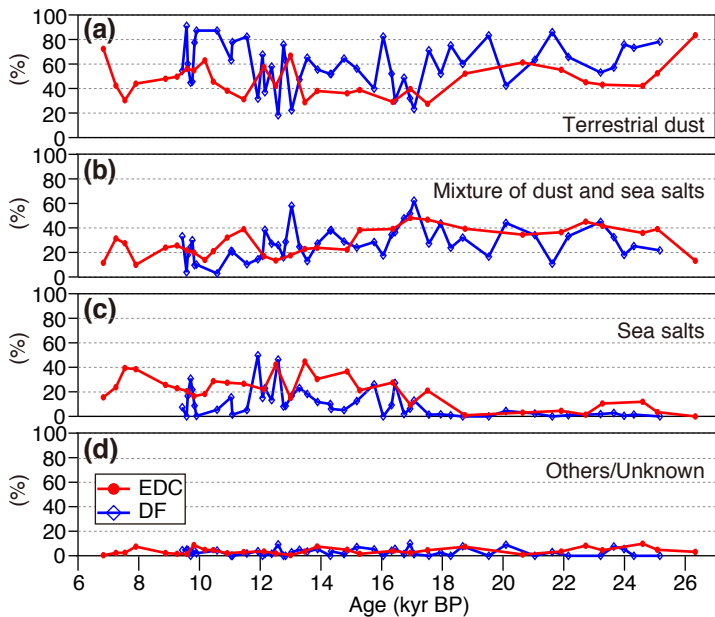 (a)
100
80
60
40
20
0
(%)
Terrestrial dust
(b)
100
80
60
40
20
0
(%)
Mixture of dust and sea salts
(c)
100
80
60
40
20
0
(%)
Sea salts
(d)
100
80
60
40
20
0
(%)
Others/Unknown
EDC
DF
6 8 10 12 14 16 18 20 22 24 26
Age (kyr BP)